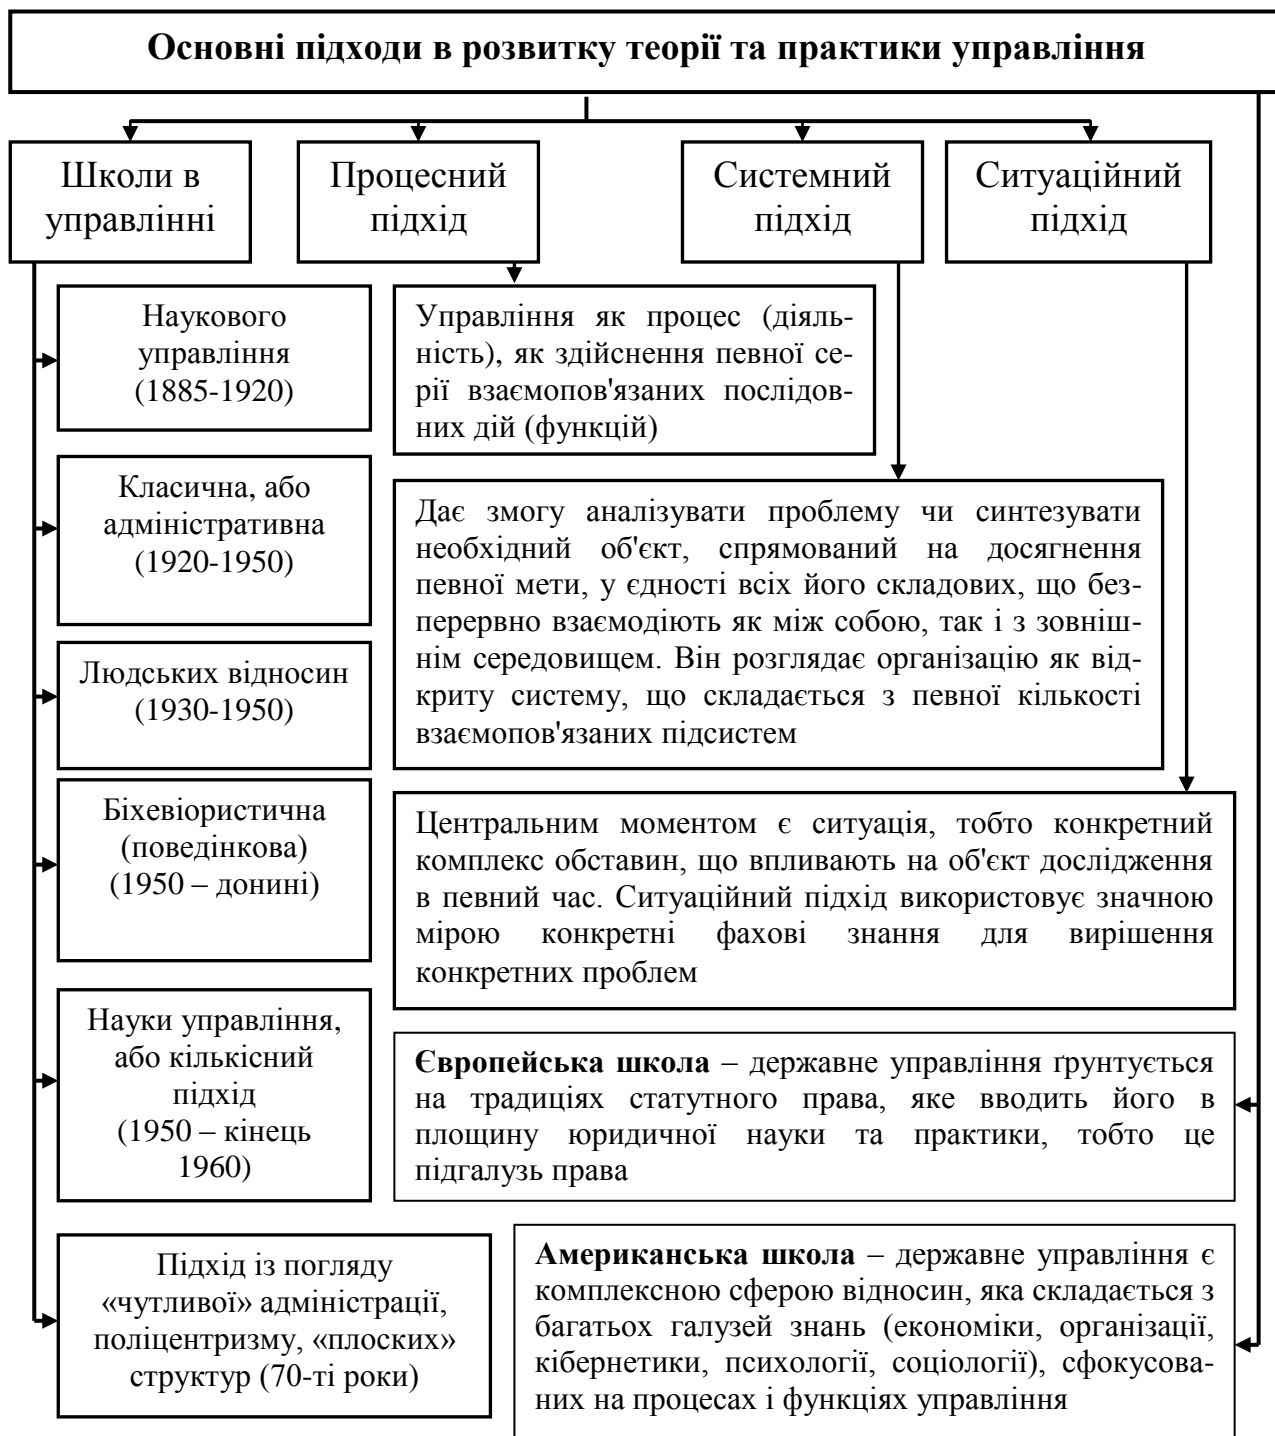 Основні підходи в розвитку теорії та практики управління
Школи в
управлінні
Процесний
підхід
Системний
підхід
Ситуаційний
підхід
Наукового
управління
(1885-1920)
Класична, або
адміністративна
(1920-1950)
Людських відносин
(1930-1950)
Біхевіористична
(поведінкова)
(1950 – донині)
Науки управління,
або кількісний
підхід
(1950 – кінець
1960)
Підхід із погляду
«чутливої» адміністрації,
поліцентризму, «плоских»
структур (70-ті роки)
Управління як процес (діяль-
ність), як здійснення певної се-
рії взаємопов'язаних послідов-
них дій (функцій)
Дає змогу аналізувати проблему чи синтезувати
необхідний об'єкт, спрямований на досягнення
певної мети, у єдності всіх його складових, що без-
перервно взаємодіють як між собою, так і з зовніш-
нім середовищем. Він розглядає організацію як від-
криту систему, що складається з певної кількості
взаємопов'язаних підсистем
Центральним моментом є ситуація, тобто конкретний
комплекс обставин, що впливають на об'єкт дослідження
в певний час. Ситуаційний підхід використовує значною
мірою конкретні фахові знання для вирішення
конкретних проблем
Європейська школа – державне управління ґрунтується
на традиціях статутного права, яке вводить його в
площину юридичної науки та практики, тобто це
підгалузь права
Американська школа – державне управління є
комплексною сферою відносин, яка складається з
багатьох галузей знань (економіки, організації,
кібернетики, психології, соціології), сфокусова-
них на процесах і функціях управління